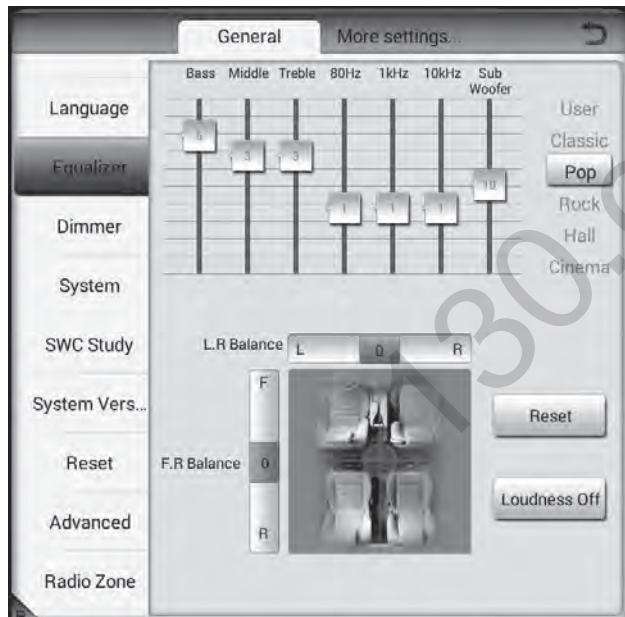 General More settings...
Bass Middle Treble 80Hz 1kHz 10kHz Sub Woofer
Language
Equalizer
Dimmer
System
SWC Study
System Vers...
Reset
Advanced
Radio Zone
5 3 3 1 1 1 10
User
Classic
Pop
Rock
Hall
Cinema
L.R Balance L 0 R
F
F.R Balance 0
R
Reset
Loudness Off
130.9